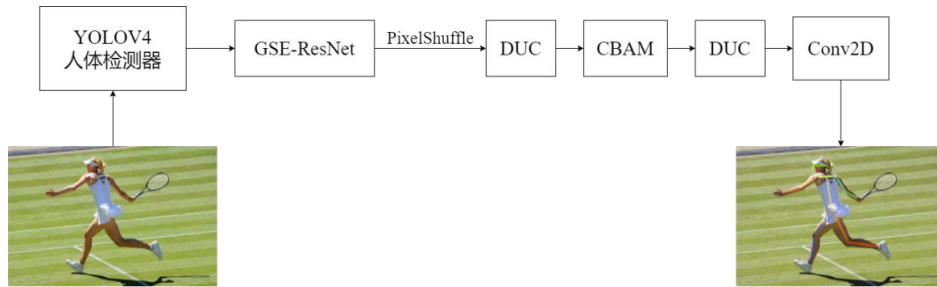 YOLOV4
人体检测器
GSE-ResNet
PixelShuffle
DUC
CBAM
DUC
Conv2D